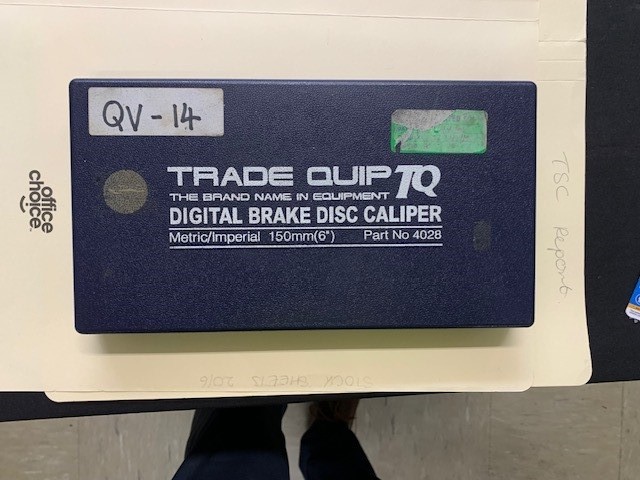 QV-14
TRADE QUIP TQ
THE BRAND NAME IN EQUIPMENT
DIGITAL BRAKE DISC CALIPER
Metric/Imperial 150mm(6") Part No 4028
office
choice.
TSC Report
STOCK SHEETS 2016